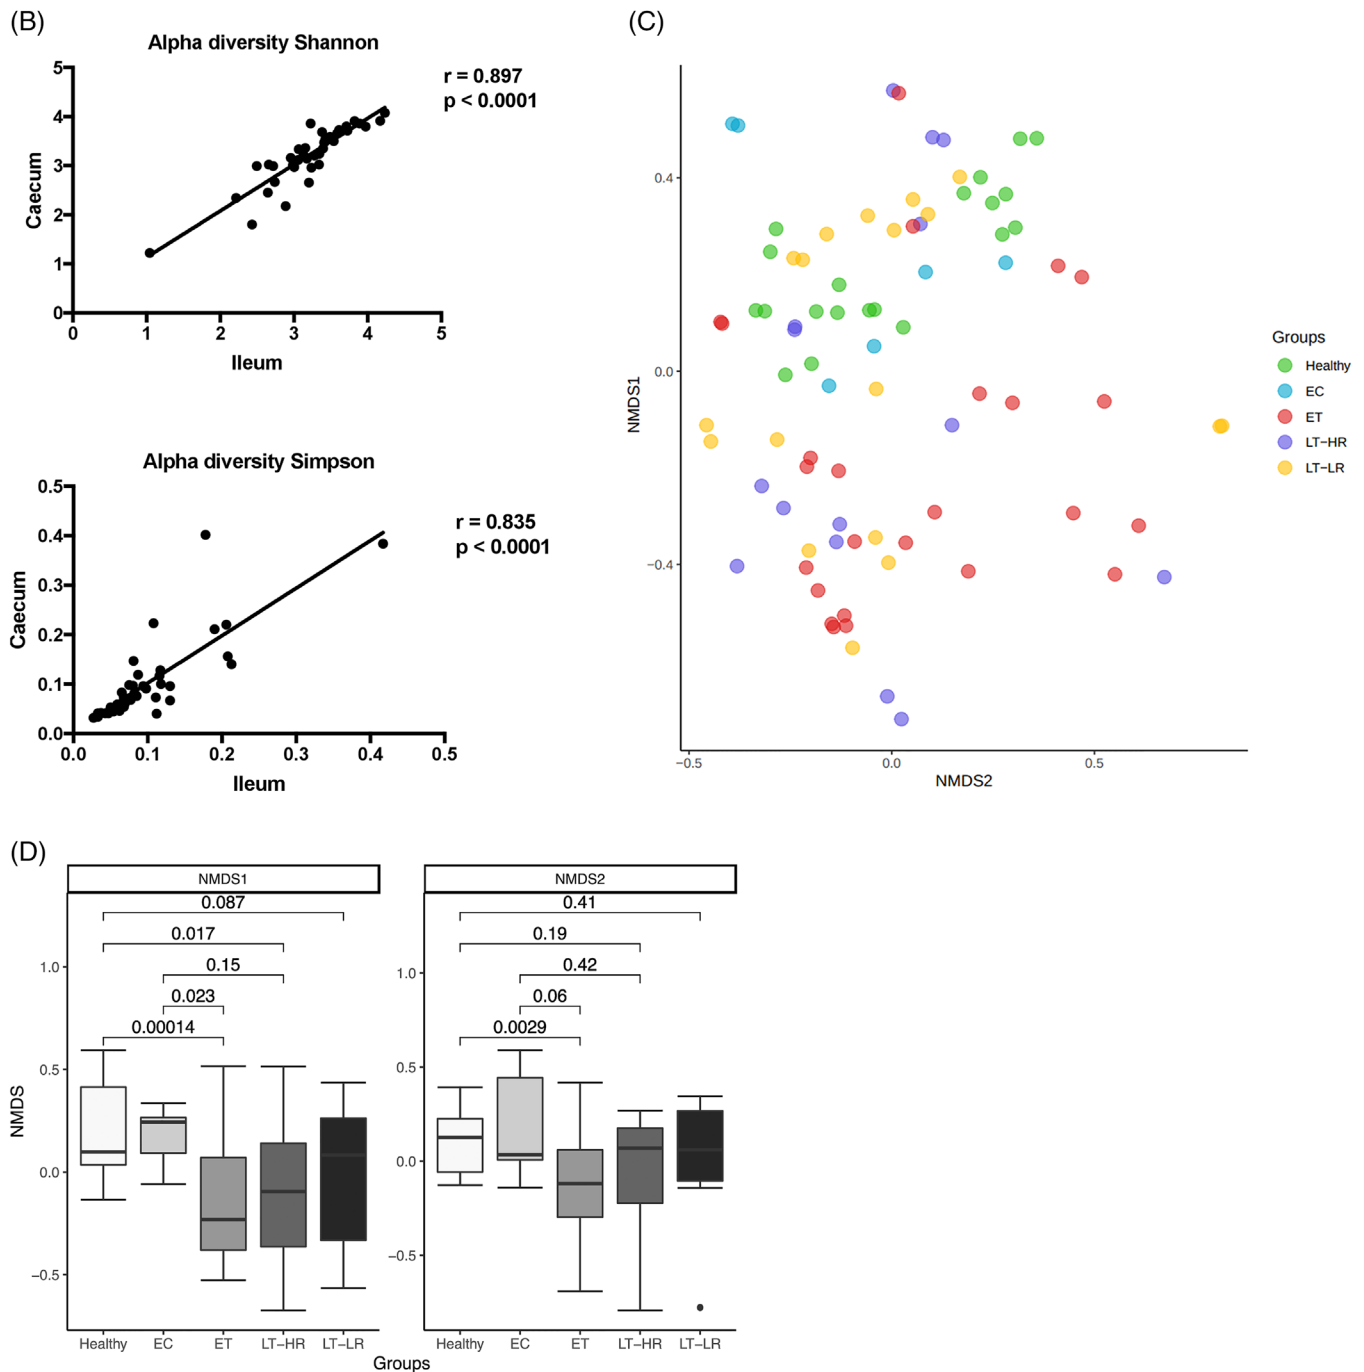 (B)
Alpha diversity Shannon
r = 0.897
p < 0.0001
5
4
3
2
1
0
Caecum
0 1 2 3 4 5
Ileum
Alpha diversity Simpson
r = 0.835
p < 0.0001
0.5
0.4
0.3
0.2
0.1
0.0
Caecum
0.0 0.1 0.2 0.3 0.4 0.5
Ileum
(C)
0.4
0.0
−0.4
NMDS1
−0.5 0.0 0.5
NMDS2
Groups
Healthy
EC
ET
LT−HR
LT−LR
(D)
NMDS1
0.087
0.017
0.15
0.023
0.00014
1.0
0.5
0.0
−0.5
NMDS
Healthy EC ET LT−HR LT−LR
NMDS2
0.41
0.19
0.42
0.06
0.0029
1.0
0.5
0.0
−0.5
Healthy EC ET LT−HR LT−LR
Groups